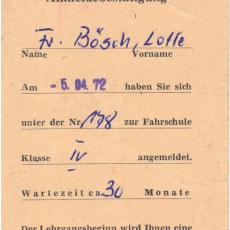 Anmeldebestätigung
Fr. Bösch, Lotte
Name Vorname
Am - 5. 04. 72 haben Sie sich
unter der Nr. 178 zur Fahrschule
Klasse IV angemeldet.
Wartezeit ca. 30 Monate
Der Lehrgangsbeginn wird Ihnen eine